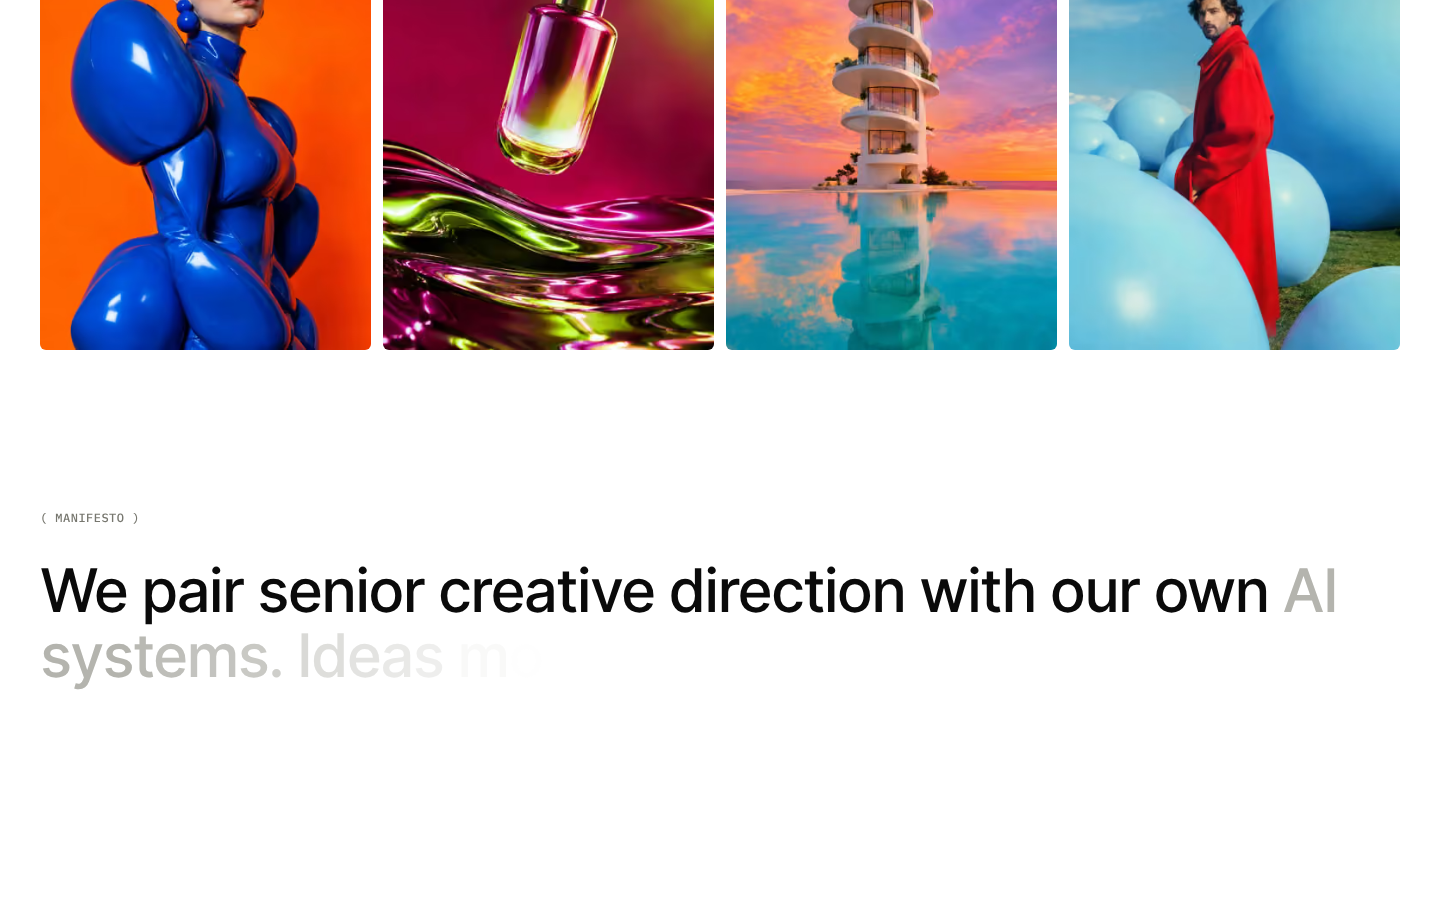 ( MANIFESTO )
We pair senior creative direction with our own AI
systems. Ideas